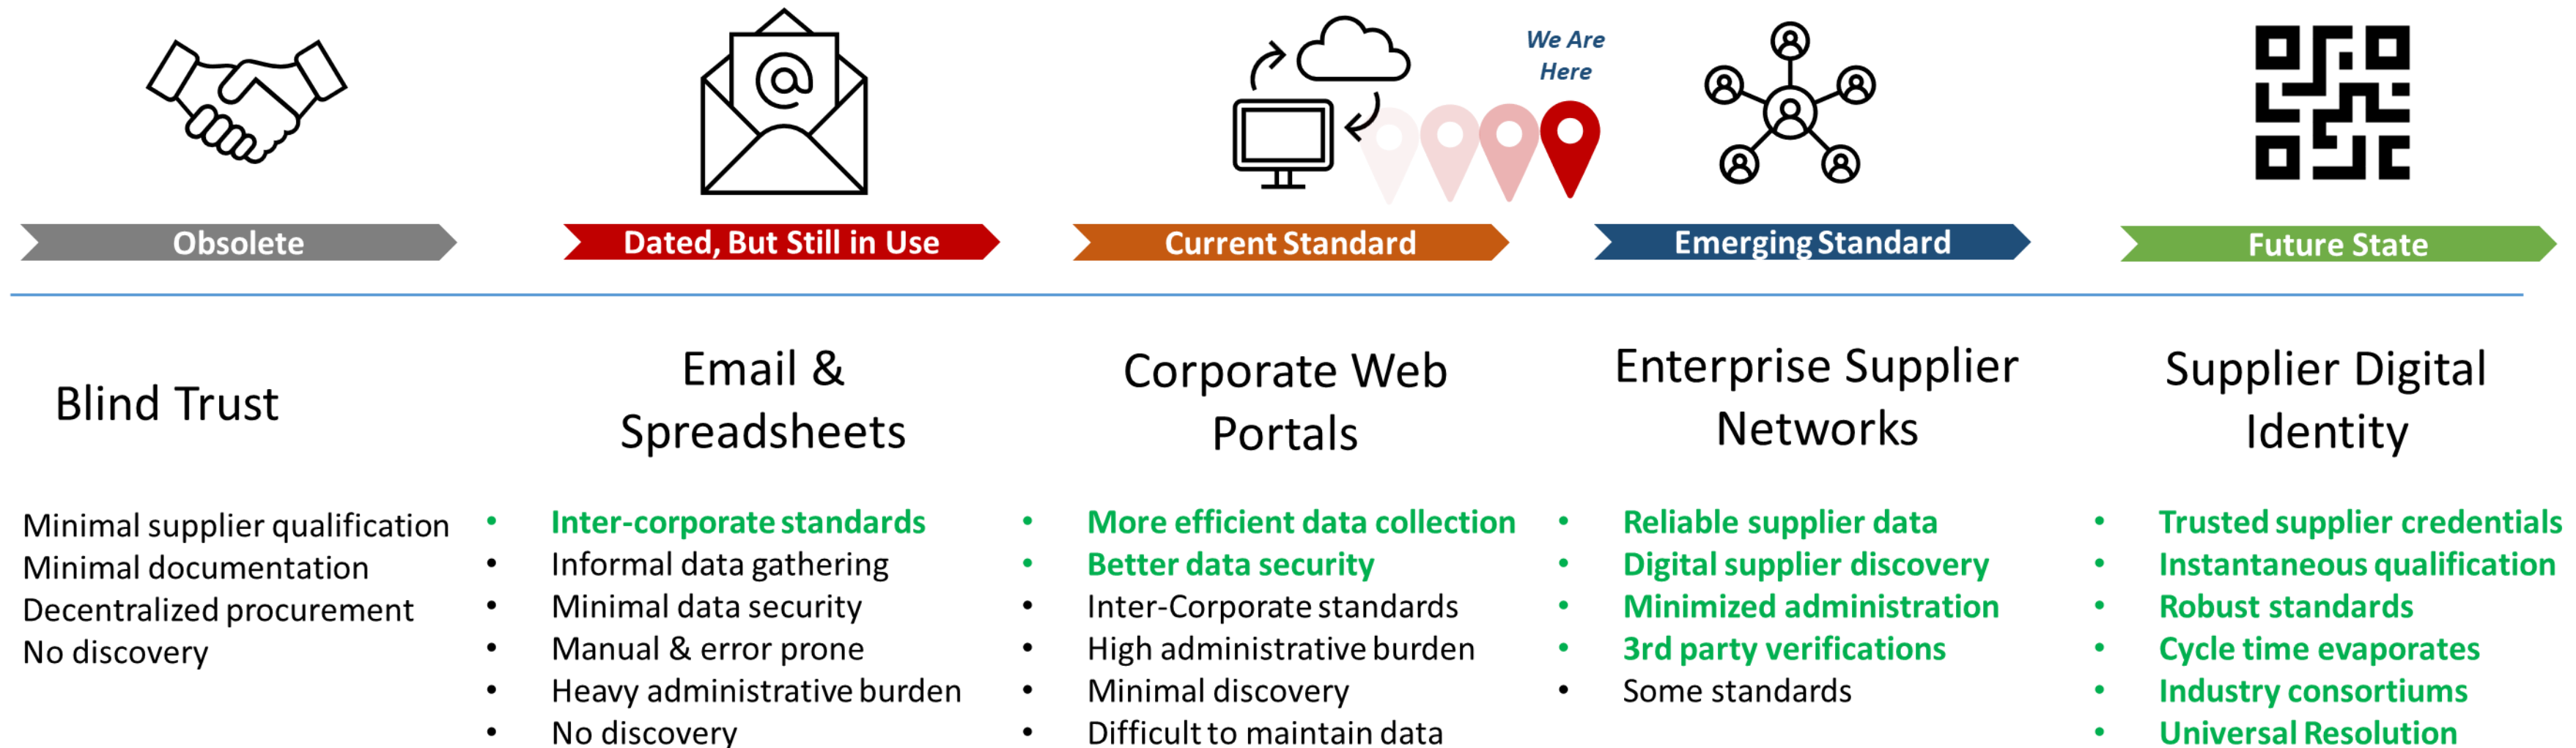 We Are
Here
Obsolete
Dated, But Still in Use
Current Standard
Emerging Standard
Future State
Blind Trust
Email &
Spreadsheets
Corporate Web
Portals
Enterprise Supplier
Networks
Supplier Digital
Identity
Minimal supplier qualification
Minimal documentation
Decentralized procurement
No discovery
• Inter-corporate standards
• Informal data gathering
• Minimal data security
• Manual & error prone
• Heavy administrative burden
• No discovery
• More efficient data collection
• Better data security
• Inter-Corporate standards
• High administrative burden
• Minimal discovery
• Difficult to maintain data
• Reliable supplier data
• Digital supplier discovery
• Minimized administration
• 3rd party verifications
• Some standards
• Trusted supplier credentials
• Instantaneous qualification
• Robust standards
• Cycle time evaporates
• Industry consortiums
• Universal Resolution